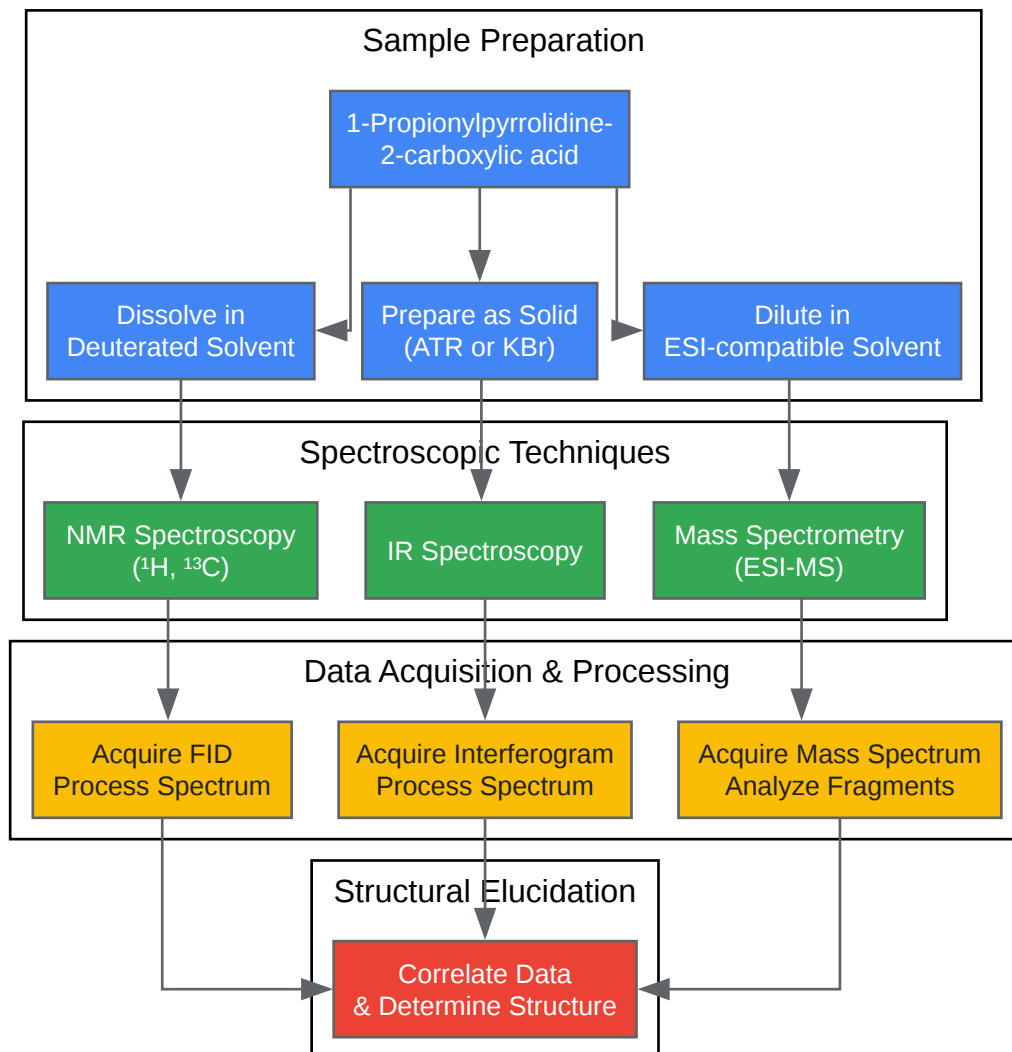 Sample Preparation
1-Propionylpyrrolidine-
2-carboxylic acid
Dissolve in
Deuterated Solvent
Prepare as Solid
(ATR or KBr)
Dilute in
ESI-compatible Solvent
Spectroscopic Techniques
NMR Spectroscopy
(¹H, ¹³C)
IR Spectroscopy
Mass Spectrometry
(ESI-MS)
Data Acquisition & Processing
Acquire FID
Process Spectrum
Acquire Interferogram
Process Spectrum
Acquire Mass Spectrum
Analyze Fragments
Structural Elucidation
Correlate Data
& Determine Structure